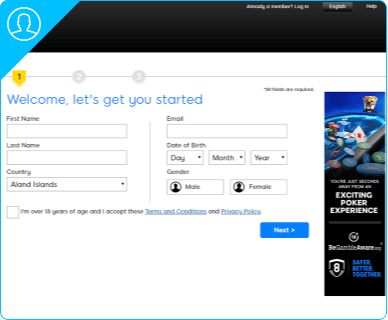 Already a member? Log in English Help
1 2 3
*All fields are required.
Welcome, let's get you started
First Name Email
Last Name Date of Birth
Day Month Year
Country Gender
Aland Islands Male Female
I'm over 18 years of age and I accept these Terms and Conditions and Privacy Policy
Next >
YOU'RE JUST SECONDS
AWAY FROM AN
EXCITING
POKER
EXPERIENCE
18
BeGambleAware.org
8 SAFER.
BETTER.
TOGETHER.